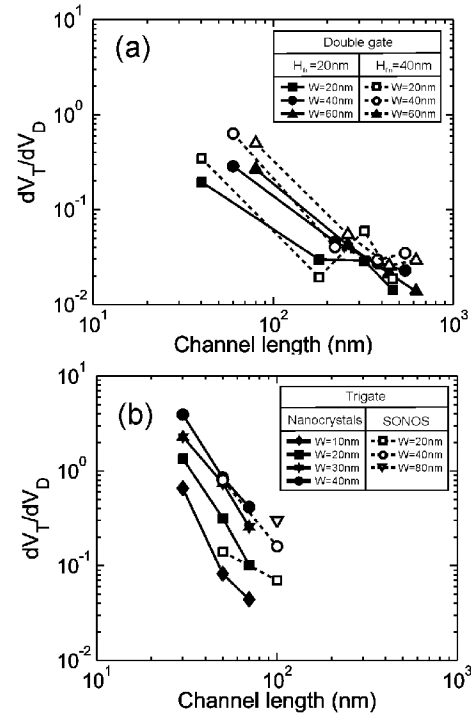 (a)
Double gate
H_fin=20nm H_fin=40nm
W=20nm W=20nm
W=40nm W=40nm
W=60nm W=60nm
10^1
10^0
10^-1
10^-2
dV_T/dV_D
10^1 10^2 10^3
Channel length (nm)
(b)
Trigate
Nanocrystals SONOS
W=10nm W=20nm
W=20nm W=40nm
W=30nm W=80nm
W=40nm
10^1
10^0
10^-1
10^-2
dV_T/dV_D
10^1 10^2 10^3
Channel length (nm)